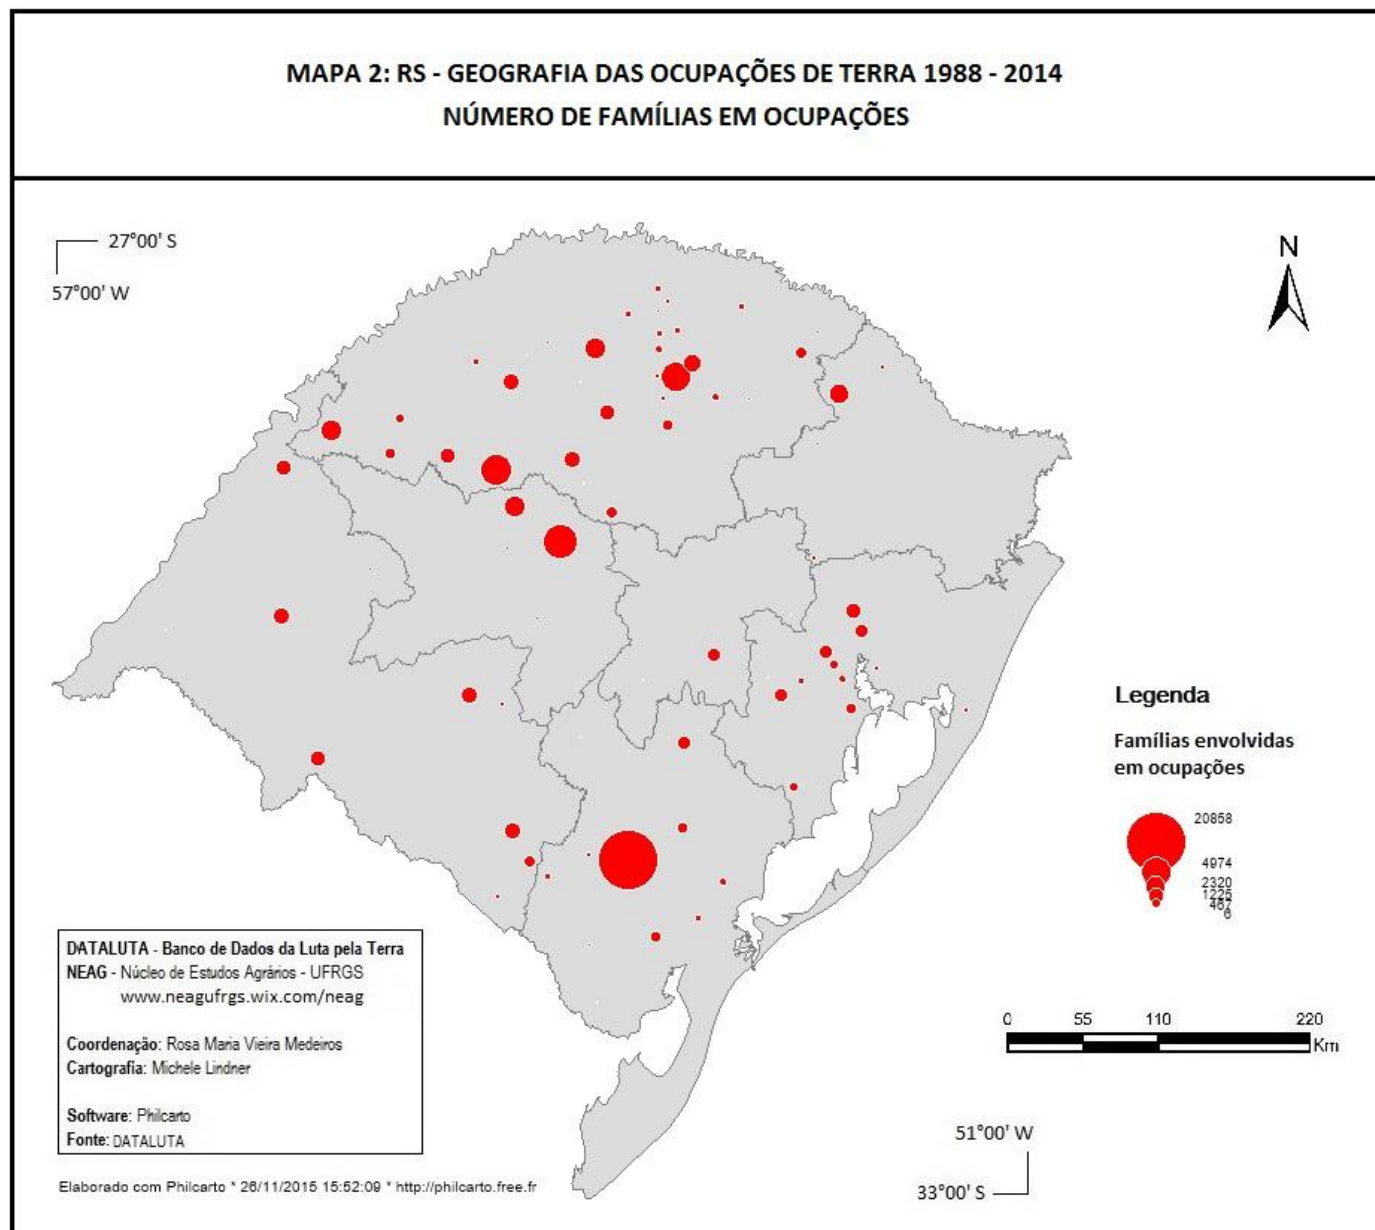 MAPA 2: RS - GEOGRAFIA DAS OCUPAÇÕES DE TERRA 1988 - 2014
NÚMERO DE FAMÍLIAS EM OCUPAÇÕES
27°00' S
57°00' W
N
Legenda
Famílias envolvidas
em ocupações
20858
4974
2320
1225
467
6
DATALUTA - Banco de Dados da Luta pela Terra
NEAG - Núcleo de Estudos Agrários - UFRGS
www.neagufrgs.wix.com/neag
Coordenação: Rosa Maria Vieira Medeiros
Cartografia: Michele Lindner
Software: Philcarto
Fonte: DATALUTA
0 55 110 220
Km
51°00' W
33°00' S
Elaborado com Philcarto * 26/11/2015 15:52:09 * http://philcarto.free.fr